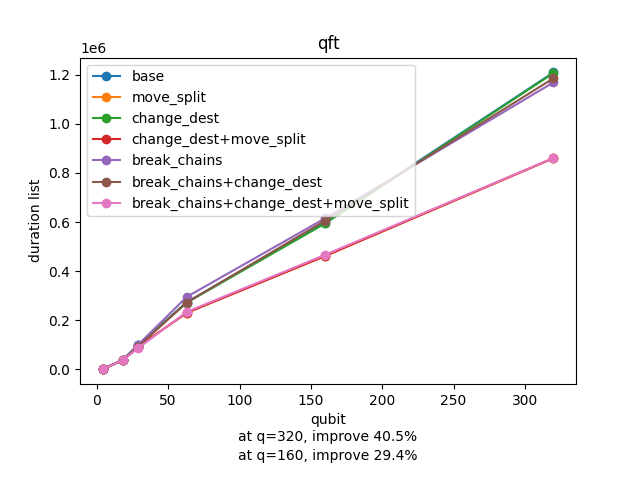 qft
1e6
1.2
1.0
0.8
0.6
0.4
0.2
0.0
duration list
base
move_split
change_dest
change_dest+move_split
break_chains
break_chains+change_dest
break_chains+change_dest+move_split
0 50 100 150 200 250 300
qubit
at q=320, improve 40.5%
at q=160, improve 29.4%